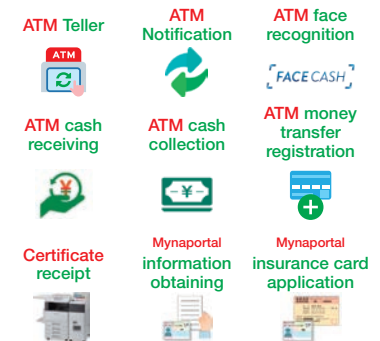 ATM Teller
ATM
Notification
ATM face
recognition
ATM
FACE CASH
ATM cash
receiving
ATM cash
collection
ATM money
transfer
registration
¥
¥
Certificate
receipt
Mynaportal
information
obtaining
Mynaportal
insurance card
application